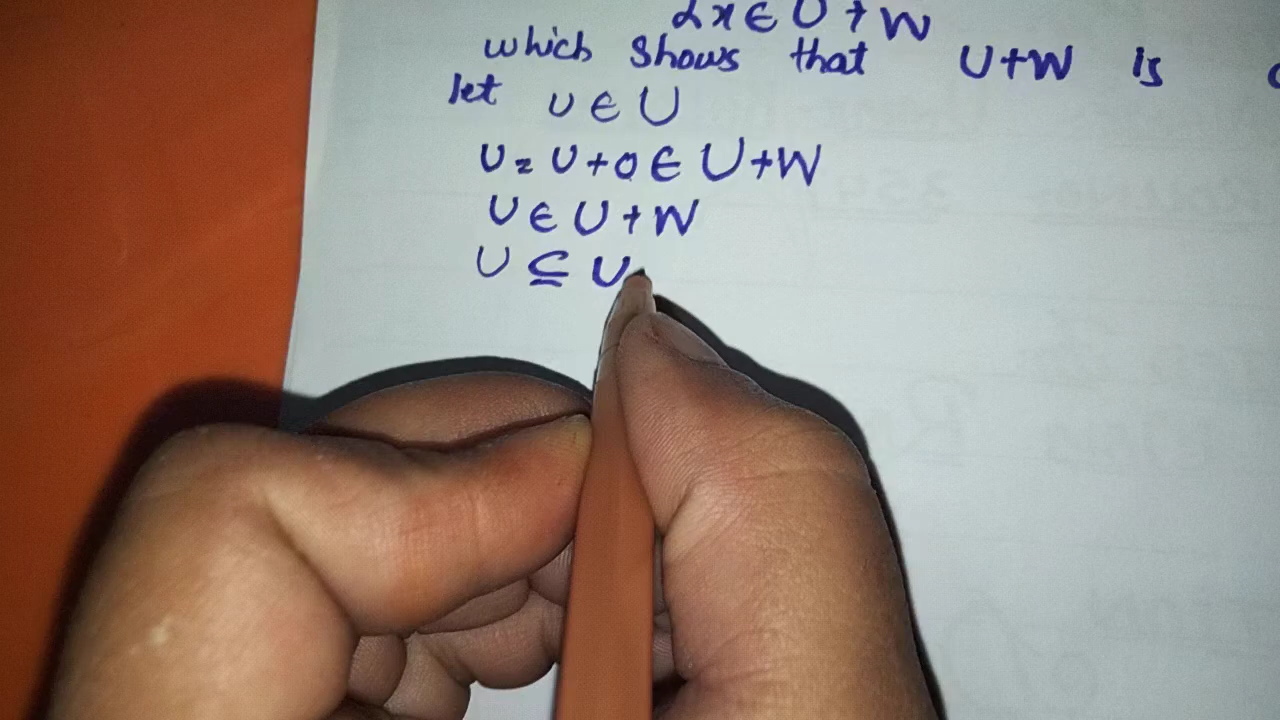 αx ∈ U + W
which shows that U+W is
let u ∈ U
u = u + 0 ∈ U+W
u ∈ U + W
U ⊆ U